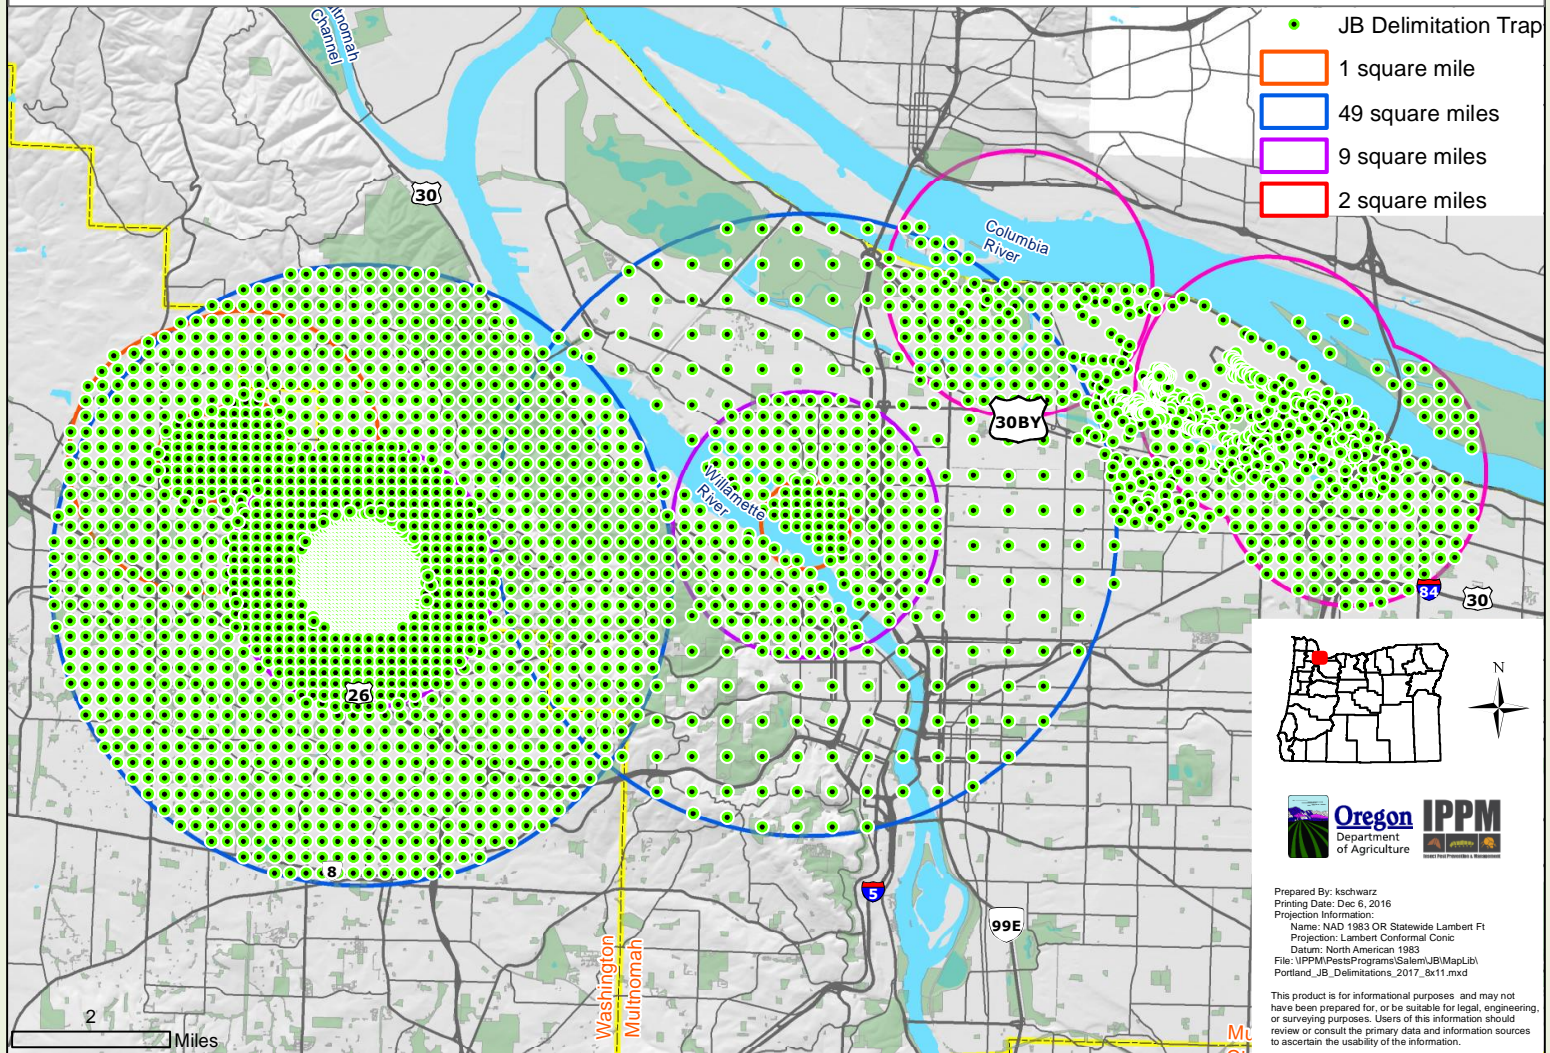 JB Delimitation Trap
1 square mile
49 square miles
9 square miles
2 square miles
Channel
30
Columbia
River
30BY
Willamette
River
84
30
26
8
5
99E
Washington
Multnomah
N
Oregon
Department
of Agriculture
IPPM
Insect Pest Prevention & Management
Prepared By: kschwarz
Printing Date: Dec 6, 2016
Projection Information:
Name: NAD 1983 OR Statewide Lambert Ft
Projection: Lambert Conformal Conic
Datum: North American 1983
File: \IPPM\PestsPrograms\Salem\JB\MapLib\
Portland_JB_Delimitations_2017_8x11.mxd
This product is for informational purposes and may not
have been prepared for, or be suitable for legal, engineering,
or surveying purposes. Users of this information should
review or consult the primary data and information sources
to ascertain the usability of the information.
2
Miles